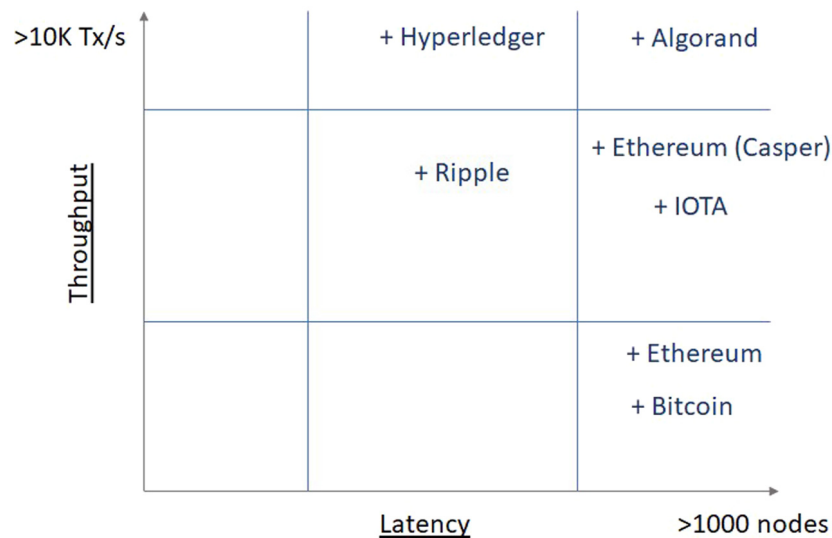 >10K Tx/s
+ Hyperledger
+ Algorand
+ Ethereum (Casper)
+ Ripple
+ IOTA
Throughput
+ Ethereum
+ Bitcoin
Latency
>1000 nodes